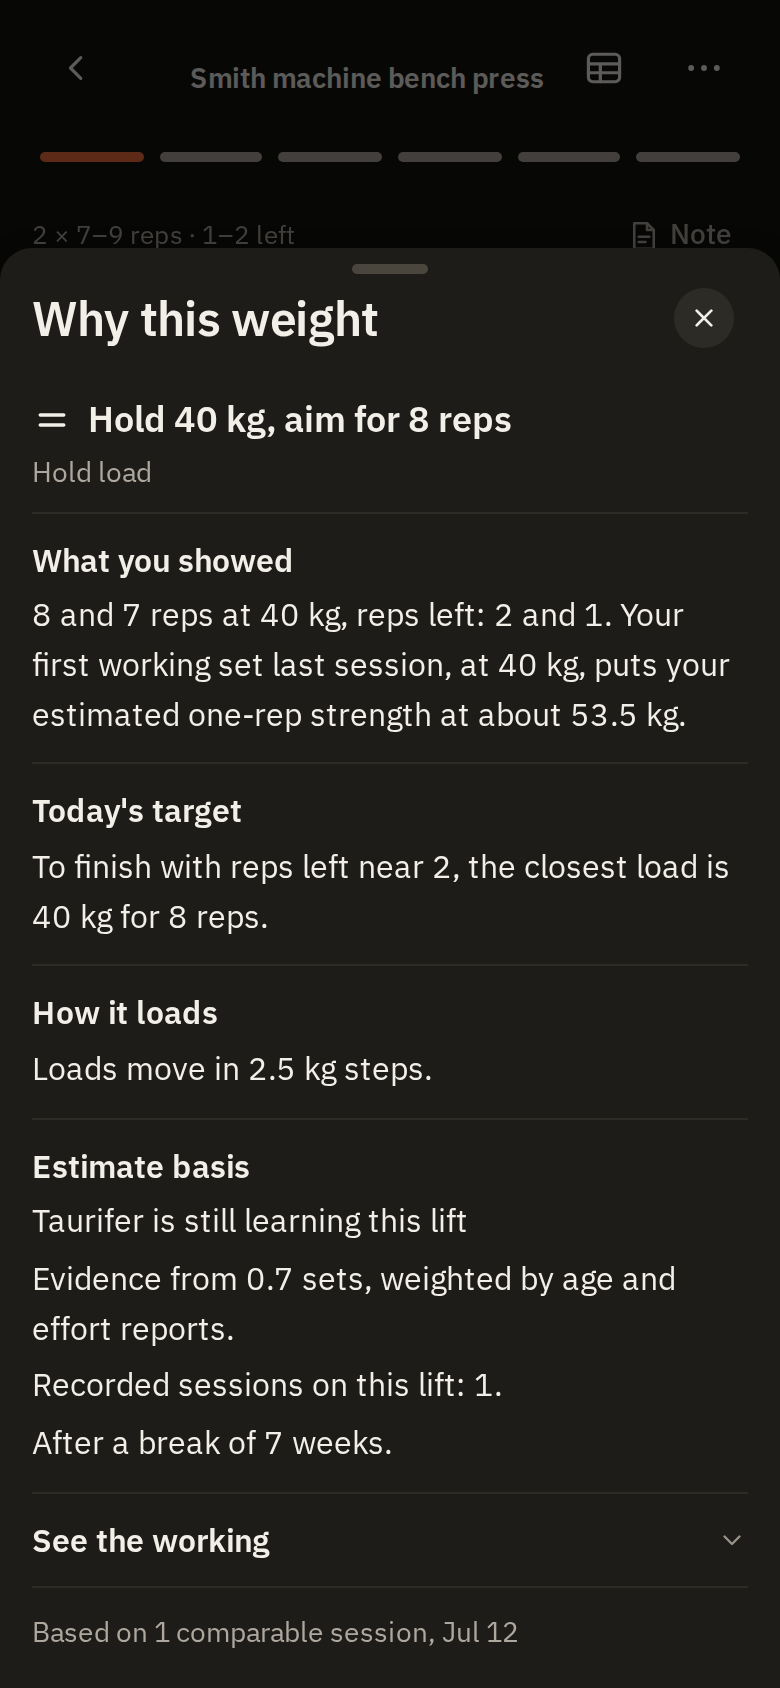 Smith machine bench press
2 × 7–9 reps · 1–2 left
Note
Why this weight
Hold 40 kg, aim for 8 reps
Hold load
What you showed
8 and 7 reps at 40 kg, reps left: 2 and 1. Your
first working set last session, at 40 kg, puts your
estimated one-rep strength at about 53.5 kg.
Today's target
To finish with reps left near 2, the closest load is
40 kg for 8 reps.
How it loads
Loads move in 2.5 kg steps.
Estimate basis
Taurifer is still learning this lift
Evidence from 0.7 sets, weighted by age and
effort reports.
Recorded sessions on this lift: 1.
After a break of 7 weeks.
See the working
Based on 1 comparable session, Jul 12